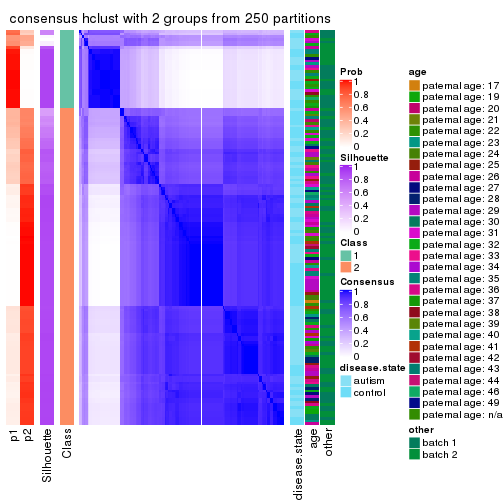 consensus hclust with 2 groups from 250 partitions
Prob
1
0.8
0.6
0.4
0.2
0
Silhouette
1
0.8
0.6
0.4
0.2
0
Class
1
2
Consensus
1
0.8
0.6
0.4
0.2
0
disease.state
autism
control
age
paternal age: 17
paternal age: 19
paternal age: 20
paternal age: 21
paternal age: 22
paternal age: 23
paternal age: 24
paternal age: 25
paternal age: 26
paternal age: 27
paternal age: 28
paternal age: 29
paternal age: 30
paternal age: 31
paternal age: 32
paternal age: 33
paternal age: 34
paternal age: 35
paternal age: 36
paternal age: 37
paternal age: 38
paternal age: 39
paternal age: 40
paternal age: 41
paternal age: 42
paternal age: 43
paternal age: 44
paternal age: 46
paternal age: 49
paternal age: n/a
other
batch 1
batch 2
p1
p2
Silhouette
Class
disease.state
age
other